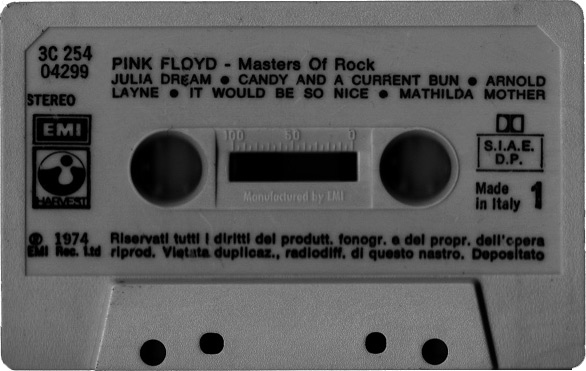 3C 254
04299
STEREO
EMI
HARVEST
℗ 1974
EMI Rec. Ltd
PINK FLOYD - Masters Of Rock
JULIA DREAM ● CANDY AND A CURRENT BUN ● ARNOLD
LAYNE ● IT WOULD BE SO NICE ● MATHILDA MOTHER
100 50 0
Manufactured by EMI
S.I.A.E.
D.P.
Made
in Italy 1
Riservati tutti i diritti dei produtt. fonogr. e del propr. dell'opera
riprod. Vietata duplicaz., radiodiff. di questo nastro. Depositato